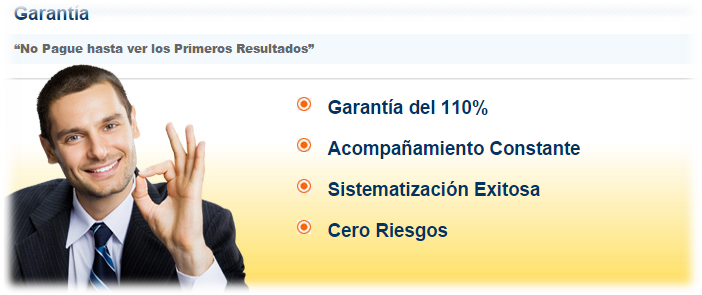 Garantía
“No Pague hasta ver los Primeros Resultados”
Garantía del 110%
Acompañamiento Constante
Sistematización Exitosa
Cero Riesgos